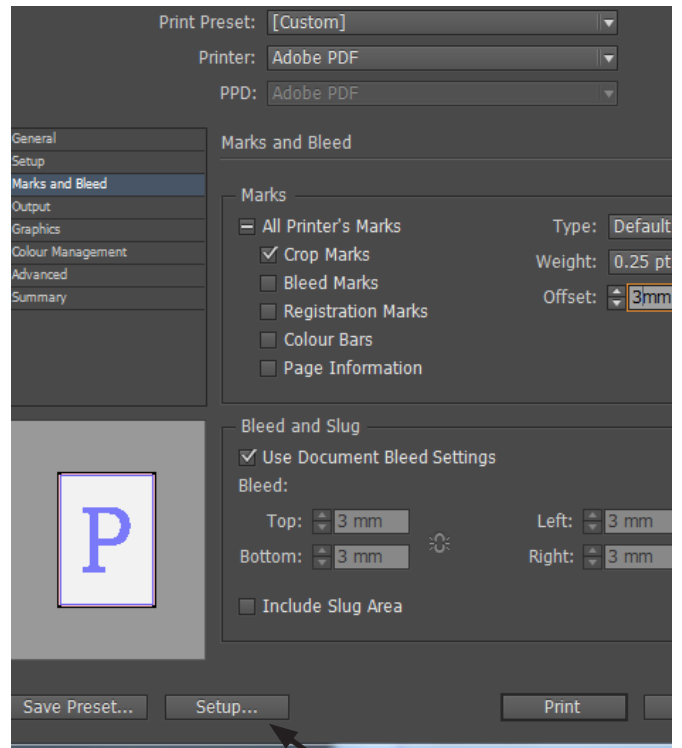 Print Preset: [Custom]
Printer: Adobe PDF
PPD: Adobe PDF
General
Setup
Marks and Bleed
Output
Graphics
Colour Management
Advanced
Summary
Marks and Bleed
Marks
All Printer's Marks
Crop Marks
Bleed Marks
Registration Marks
Colour Bars
Page Information
Type: Default
Weight: 0.25 pt
Offset: 3mm
Bleed and Slug
Use Document Bleed Settings
Bleed:
Top: 3 mm
Left: 3 mm
Bottom: 3 mm
Right: 3 mm
Include Slug Area
P
Save Preset...
Setup...
Print